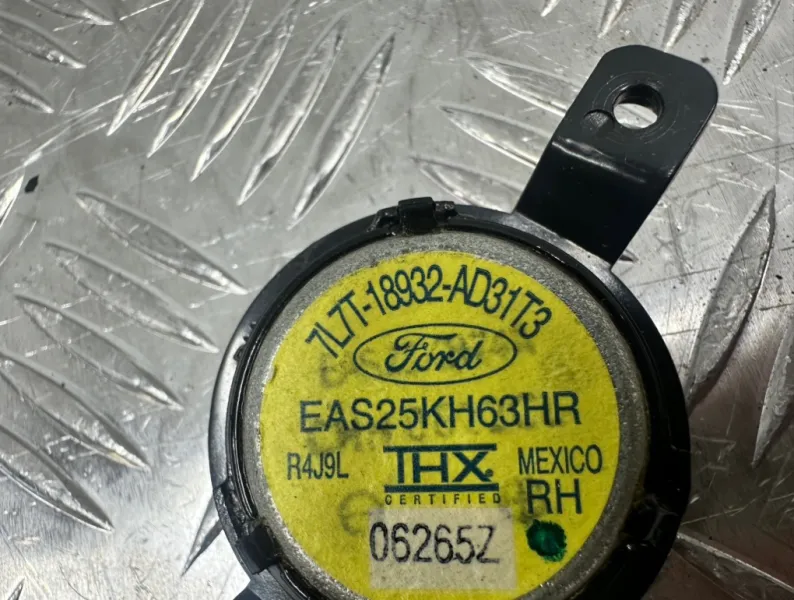 7L7T-18932-AD31T3
Ford
EAS25KH63HR
R4J9L THX MEXICO
CERTIFIED RH
06265Z